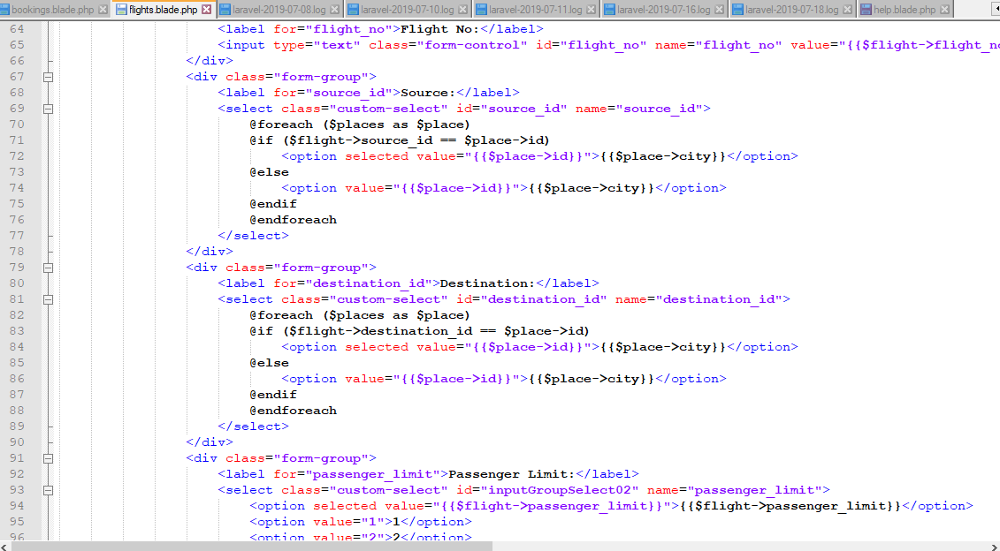 bookings.blade.php flights.blade.php laravel-2019-07-08.log laravel-2019-07-10.log laravel-2019-07-11.log laravel-2019-07-16.log laravel-2019-07-18.log help.blade.php
64 <label for="flight_no">Flight No:</label>
65 <input type="text" class="form-control" id="flight_no" name="flight_no" value="{{$flight->flight_no
66 </div>
67 <div class="form-group">
68 <label for="source_id">Source:</label>
69 <select class="custom-select" id="source_id" name="source_id">
70 @foreach ($places as $place)
71 @if ($flight->source_id == $place->id)
72 <option selected value="{{$place->id}}">{{$place->city}}</option>
73 @else
74 <option value="{{$place->id}}">{{$place->city}}</option>
75 @endif
76 @endforeach
77 </select>
78 </div>
79 <div class="form-group">
80 <label for="destination_id">Destination:</label>
81 <select class="custom-select" id="destination_id" name="destination_id">
82 @foreach ($places as $place)
83 @if ($flight->destination_id == $place->id)
84 <option selected value="{{$place->id}}">{{$place->city}}</option>
85 @else
86 <option value="{{$place->id}}">{{$place->city}}</option>
87 @endif
88 @endforeach
89 </select>
90 </div>
91 <div class="form-group">
92 <label for="passenger_limit">Passenger Limit:</label>
93 <select class="custom-select" id="inputGroupSelect02" name="passenger_limit">
94 <option selected value="{{$flight->passenger_limit}}">{{$flight->passenger_limit}}</option>
95 <option value="1">1</option>
96 <option value="2">2</option>